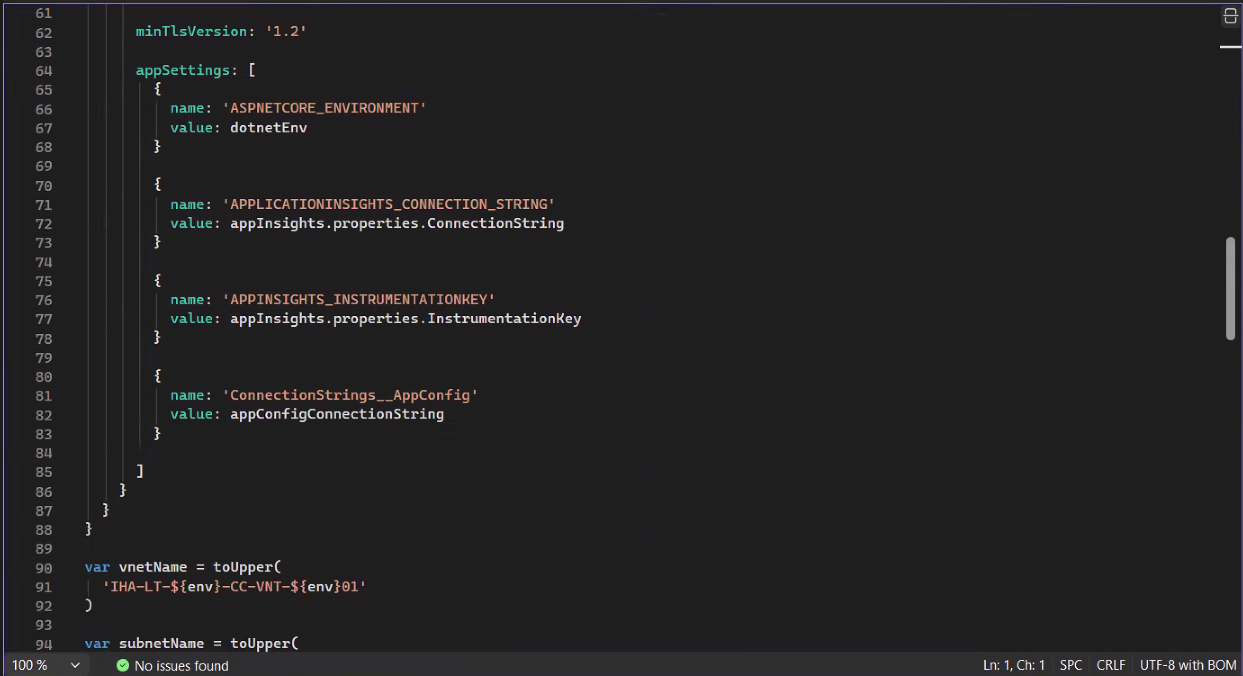 61
62 minTlsVersion: '1.2'
63
64 appSettings: [
65 {
66 name: 'ASPNETCORE_ENVIRONMENT'
67 value: dotnetEnv
68 }
69
70 {
71 name: 'APPLICATIONINSIGHTS_CONNECTION_STRING'
72 value: appInsights.properties.ConnectionString
73 }
74
75 {
76 name: 'APPINSIGHTS_INSTRUMENTATIONKEY'
77 value: appInsights.properties.InstrumentationKey
78 }
79
80 {
81 name: 'ConnectionStrings__AppConfig'
82 value: appConfigConnectionString
83 }
84
85 ]
86 }
87 }
88 }
89
90 var vnetName = toUpper(
91 'IHA-LT-${env}-CC-VNT-${env}01'
92 )
93
94 var subnetName = toUpper(
100 % No issues found Ln: 1, Ch: 1 SPC CRLF UTF-8 with BOM